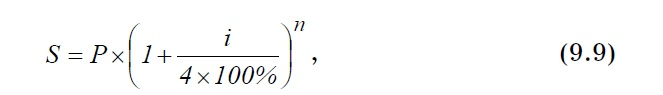 S = P × (1 + i / (4 × 100%))ⁿ , (9.9)